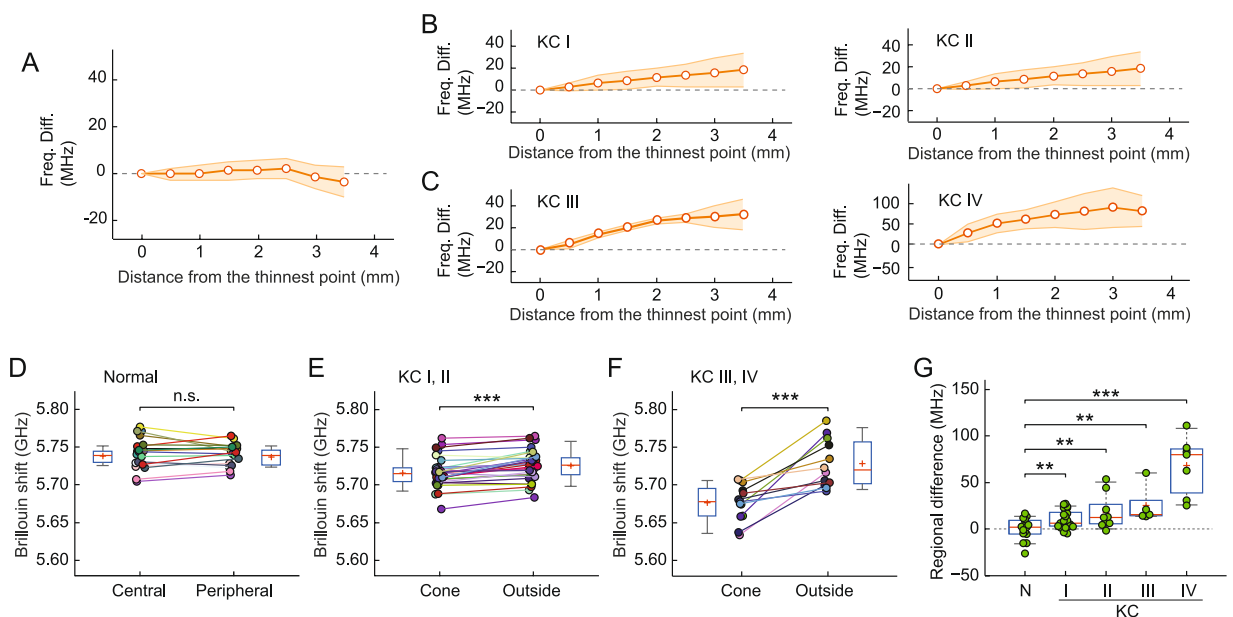 A
40
20
0
−20
Freq. Diff.
(MHz)
0 1 2 3 4
Distance from the thinnest point (mm)
B
KC I
40
20
0
−20
Freq. Diff.
(MHz)
0 1 2 3 4
Distance from the thinnest point (mm)
KC II
40
20
0
−20
Freq. Diff.
(MHz)
0 1 2 3 4
Distance from the thinnest point (mm)
C
KC III
40
20
0
−20
Freq. Diff.
(MHz)
0 1 2 3 4
Distance from the thinnest point (mm)
KC IV
100
50
0
−50
Freq. Diff.
(MHz)
0 1 2 3 4
Distance from the thinnest point (mm)
D
Normal
n.s.
5.80
5.75
5.70
5.65
5.60
Brillouin shift (GHz)
Central Peripheral
E
KC I, II
***
5.80
5.75
5.70
5.65
5.60
Brillouin shift (GHz)
Cone Outside
F
KC III, IV
***
5.80
5.75
5.70
5.65
5.60
Brillouin shift (GHz)
Cone Outside
G
150
100
50
0
−50
Regional difference (MHz)
***
**
**
**
N I II III IV
KC